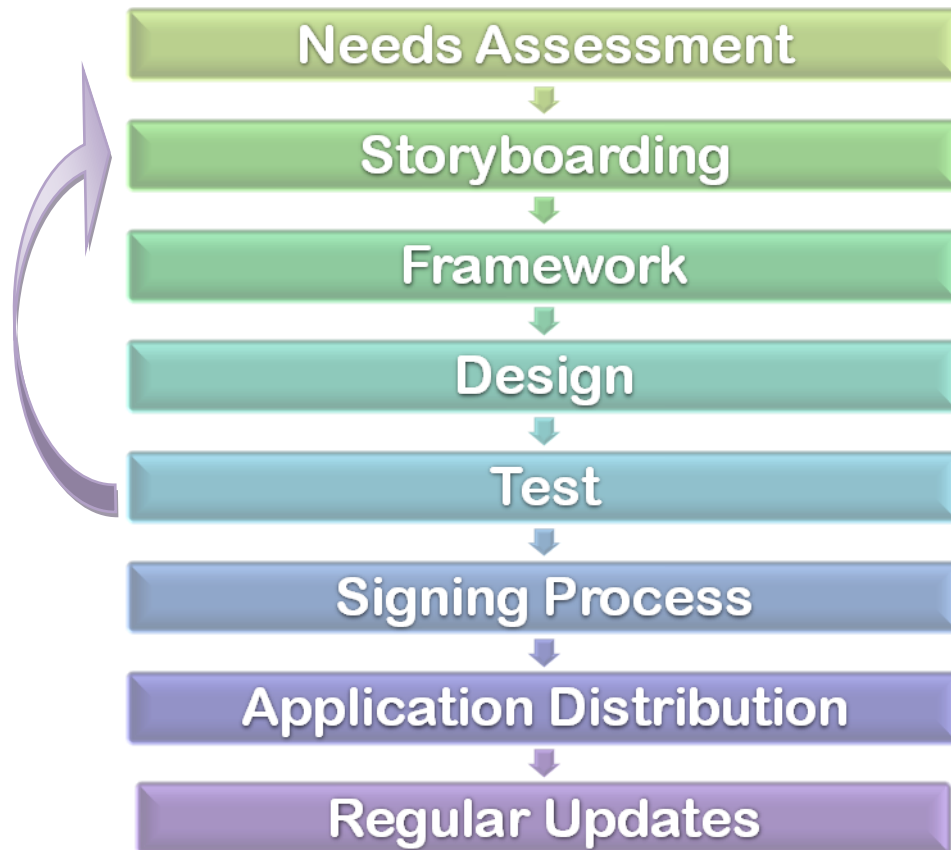 Needs Assessment
Storyboarding
Framework
Design
Test
Signing Process
Application Distribution
Regular Updates